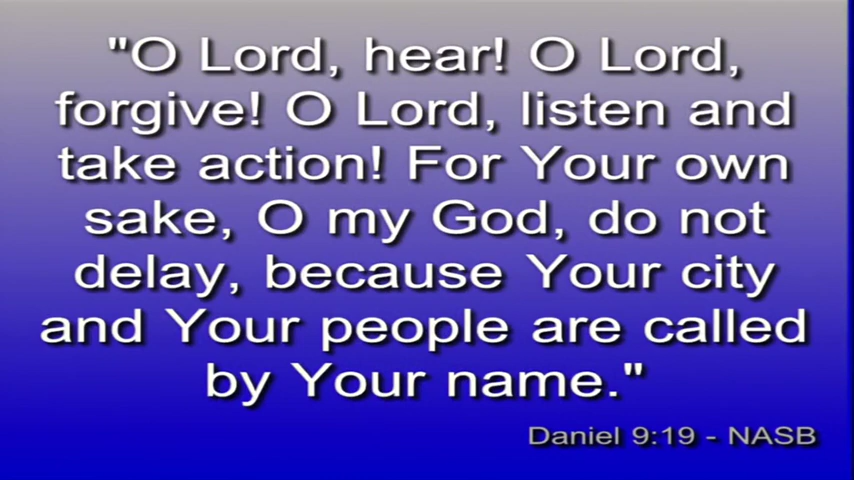 "O Lord, hear! O Lord,
forgive! O Lord, listen and
take action! For Your own
sake, O my God, do not
delay, because Your city
and Your people are called
by Your name."
Daniel 9:19 - NASB